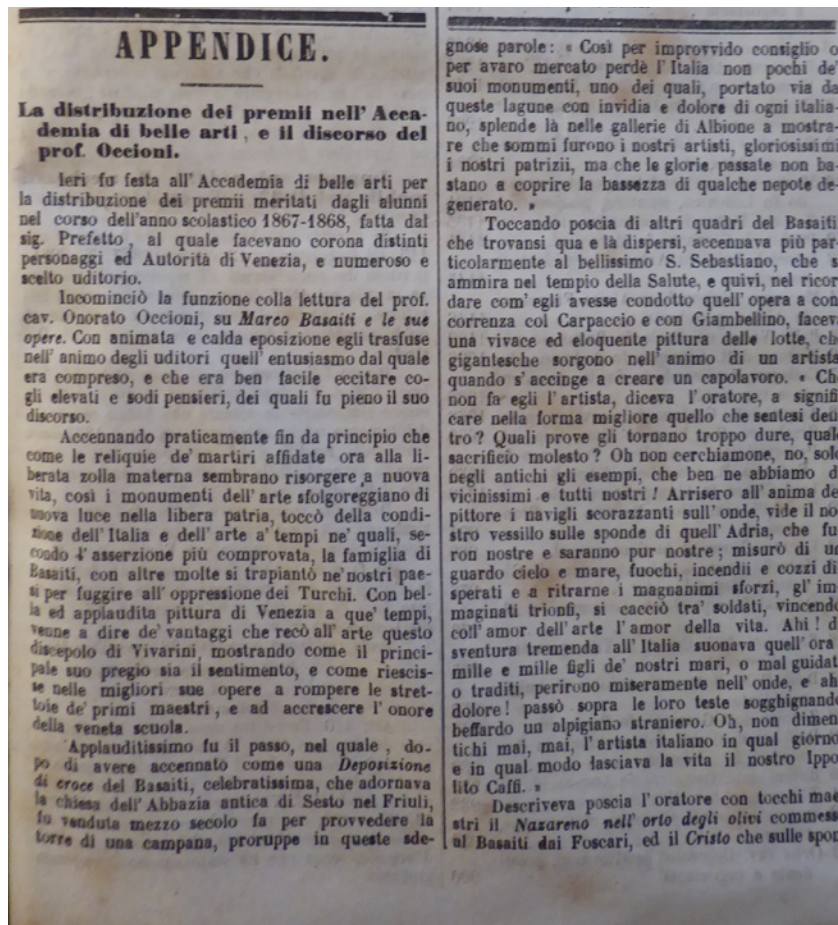 APPENDICE.
La distribuzione dei premii nell' Acca-
demia di belle arti, e il discorso del
prof. Occioni.
Ieri fu festa all' Accademia di belle arti per
la distribuzione dei premii meritati dagli alunni
nel corso dell'anno scolastico 1867-1868, fatta dal
sig. Prefetto, al quale facevano corona distinti
personaggi ed Autorità di Venezia, e numeroso e
scelto uditorio.
Incominciò la funzione colla lettura del prof.
cav. Onorato Occioni, su Marco Basaiti e le sue
opere. Con animata e calda eposizione egli trasfuse
nell' animo degli uditori quell' entusiasmo dal quale
era compreso, e che era ben facile eccitare co-
gli elevati e sodi pensieri, dei quali fu pieno il suo
discorso.
Accennando praticamente fin da principio che
come le reliquie de' martiri affidate ora alla li-
berata zolla materna sembrano risorgere a nuova
vita, così i monumenti dell' arte sfolgoreggiano di
nuova luce nella libera patria, toccò della condi-
zione dell' Italia e dell' arte a' tempi ne' quali, se-
condo l' asserzione più comprovata, la famiglia di
Basaiti, con altre molte si trapiantò ne' nostri pae-
si per fuggire all' oppressione dei Turchi. Con bel-
la ed applaudita pittura di Venezia a que' tempi,
venne a dire de' vantaggi che recò all' arte questo
discepolo di Vivarini, mostrando come il princi-
pale suo pregio sia il sentimento, e come riescis-
se nelle migliori sue opere a rompere le stret-
toie de' primi maestri, e ad accrescere l' onore
della veneta scuola.
Applauditissimo fu il passo, nel quale, do-
po di avere accennato come una Deposizione
di croce del Basaiti, celebratissima, che adornava
la chiesa dell' Abbazia antica di Sesto nel Friuli,
fu venduta mezzo secolo fa per provvedere la
torre di una campana, proruppe in queste sde-
gnose parole: « Così per improvvido consiglio o
per avaro mercato perdè l' Italia non pochi de'
suoi monumenti, uno dei quali, portato via da
queste lagune con invidia e dolore di ogni italia-
no, splende là nelle gallerie di Albione a mostra-
re che sommi furono i nostri artisti, gloriosissimi
i nostri patrizii, ma che le glorie passate non ba-
stano a coprire la bassezza di qualche nepote de-
generato. »
Toccando poscia di altri quadri del Basaiti
che trovansi qua e là dispersi, accennava più par-
ticolarmente al bellissimo S. Sebastiano, che s
ammira nel tempio della Salute, e quivi, nel ricor
dare com' egli avesse condotto quell' opera a con
correnza col Carpaccio e con Giambellino, facev
una vivace ed eloquente pittura delle lotte, ch
gigantesche sorgono nell' animo di un artista
quando s' accinge a creare un capolavoro. « Ch
non fa egli l' artista, diceva l' oratore, a signifi
care nella forma migliore quello che sentesi den
tro? Quali prove gli tornano troppo dure, qual
sacrificio molesto? Oh non cerchiamone, no, sol
negli antichi gli esempi, che ben ne abbiamo d
vicinissimi e tutti nostri! Arrisero all' anima de
pittore i navigli scorazzanti sull' onde, vide il no
stro vessillo sulle sponde di quell' Adria, che fu
ron nostre e saranno pur nostre; misurò di un
guardo cielo e mare, fuochi, incendii e cozzi di
sperati e a ritrarne i magnanimi sforzi, gl' im
maginati trionfi, si cacciò tra' soldati, vincend
coll' amor dell' arte l' amor della vita. Ahi! d
sventura tremenda all' Italia suonava quell' ora
mille e mille figli de' nostri mari, o mal guidat
o traditi, perirono miseramente nell' onde, e ah
dolore! passò sopra le loro teste sogghignand
beffardo un alpigiano straniero. Oh, non dimen
tichi mai, mai, l' artista italiano in qual giorno
e in qual modo lasciava la vita il nostro Ippo
lito Caffi. »
Descriveva poscia l' oratore con tocchi mae
stri il Nazareno nell' orto degli olivi commess
al Basaiti dai Foscari, ed il Cristo che sulle spon